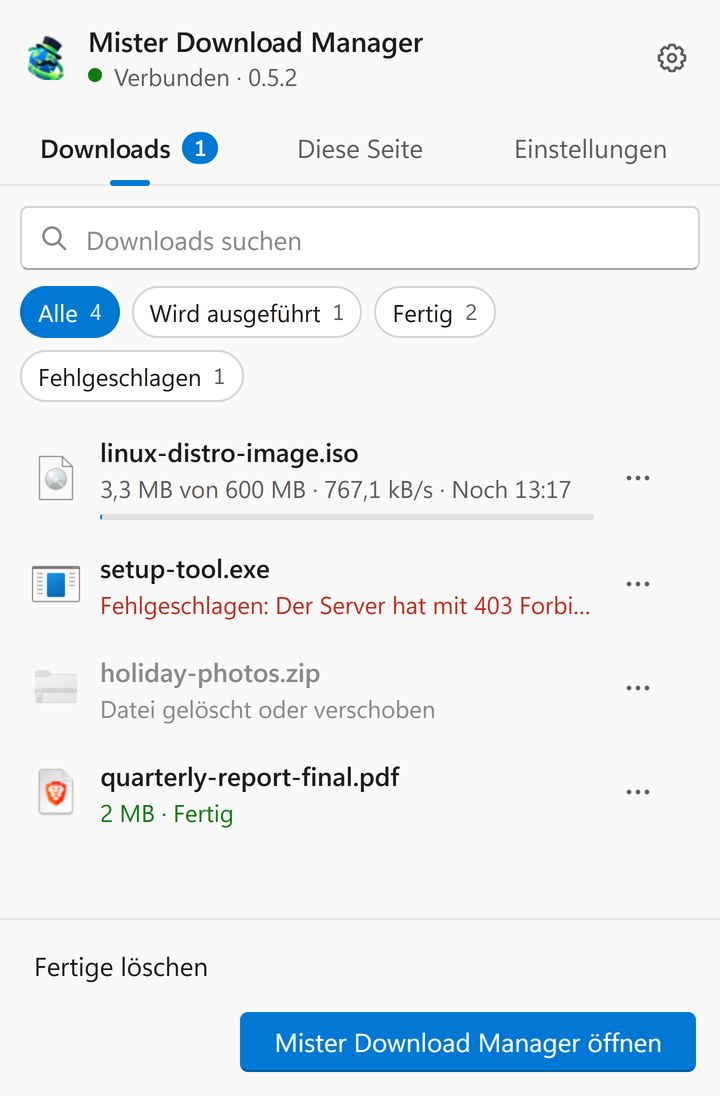 Mister Download Manager
Verbunden · 0.5.2
Downloads 1
Diese Seite
Einstellungen
Downloads suchen
Alle 4
Wird ausgeführt 1
Fertig 2
Fehlgeschlagen 1
linux-distro-image.iso
3,3 MB von 600 MB · 767,1 kB/s · Noch 13:17
setup-tool.exe
Fehlgeschlagen: Der Server hat mit 403 Forbi...
holiday-photos.zip
Datei gelöscht oder verschoben
quarterly-report-final.pdf
2 MB · Fertig
Fertige löschen
Mister Download Manager öffnen